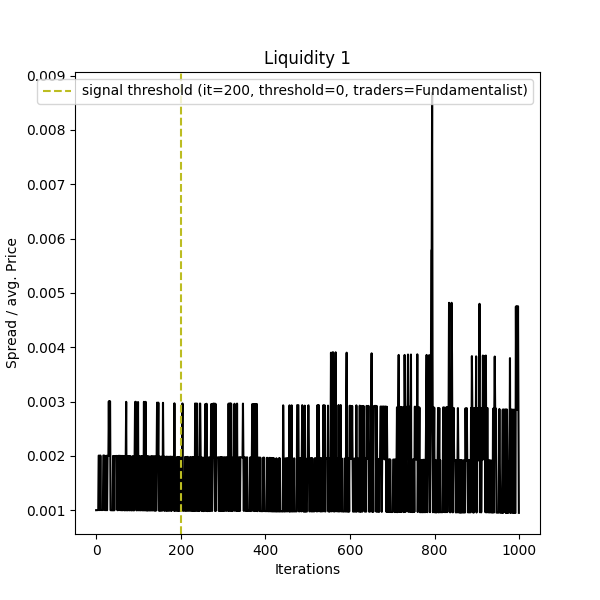 Liquidity 1
signal threshold (it=200, threshold=0, traders=Fundamentalist)
Spread / avg. Price
0.009
0.008
0.007
0.006
0.005
0.004
0.003
0.002
0.001
0 200 400 600 800 1000
Iterations